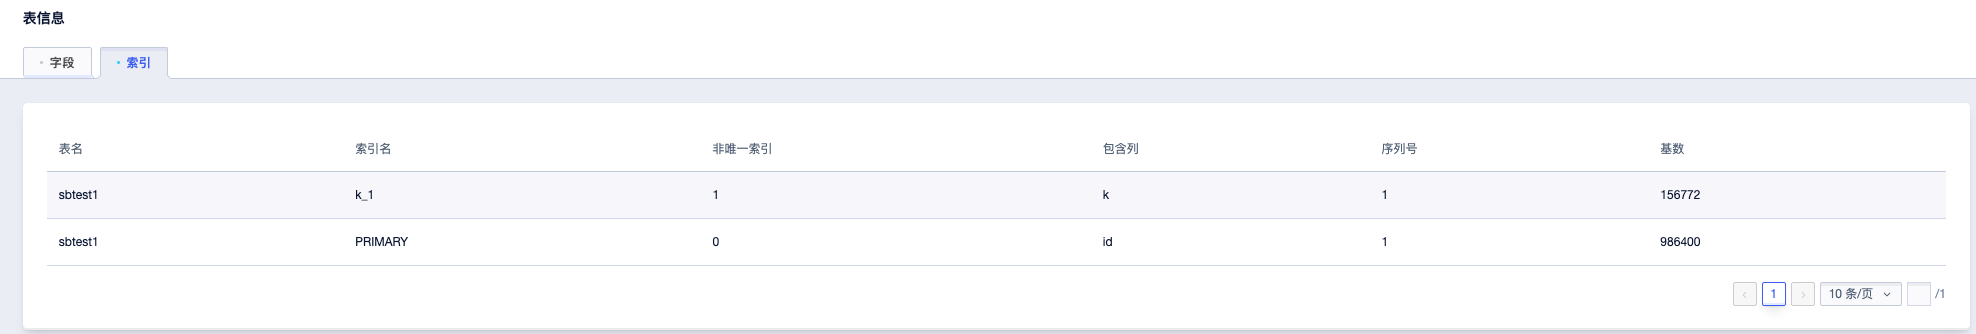 表信息
字段 索引
表名 索引名 非唯一索引 包含列 序列号 基数
sbtest1 k_1 1 k 1 156772
sbtest1 PRIMARY 0 id 1 986400
1 10 条/页 /1